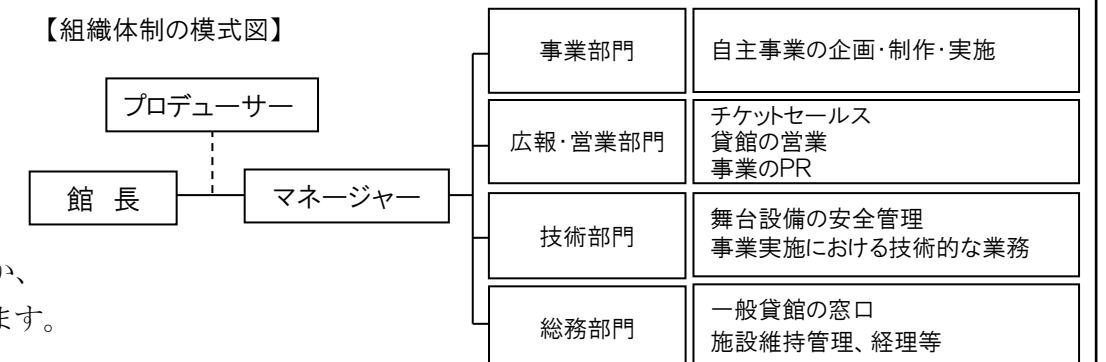 【組織体制の模式図】
プロデューサー
館 長
マネージャー
事業部門
自主事業の企画･制作･実施
広報･営業部門
チケットセールス
貸館の営業
事業のPR
技術部門
舞台設備の安全管理
事業実施における技術的な業務
総務部門
一般貸館の窓口
施設維持管理、経理等
か、
ます。